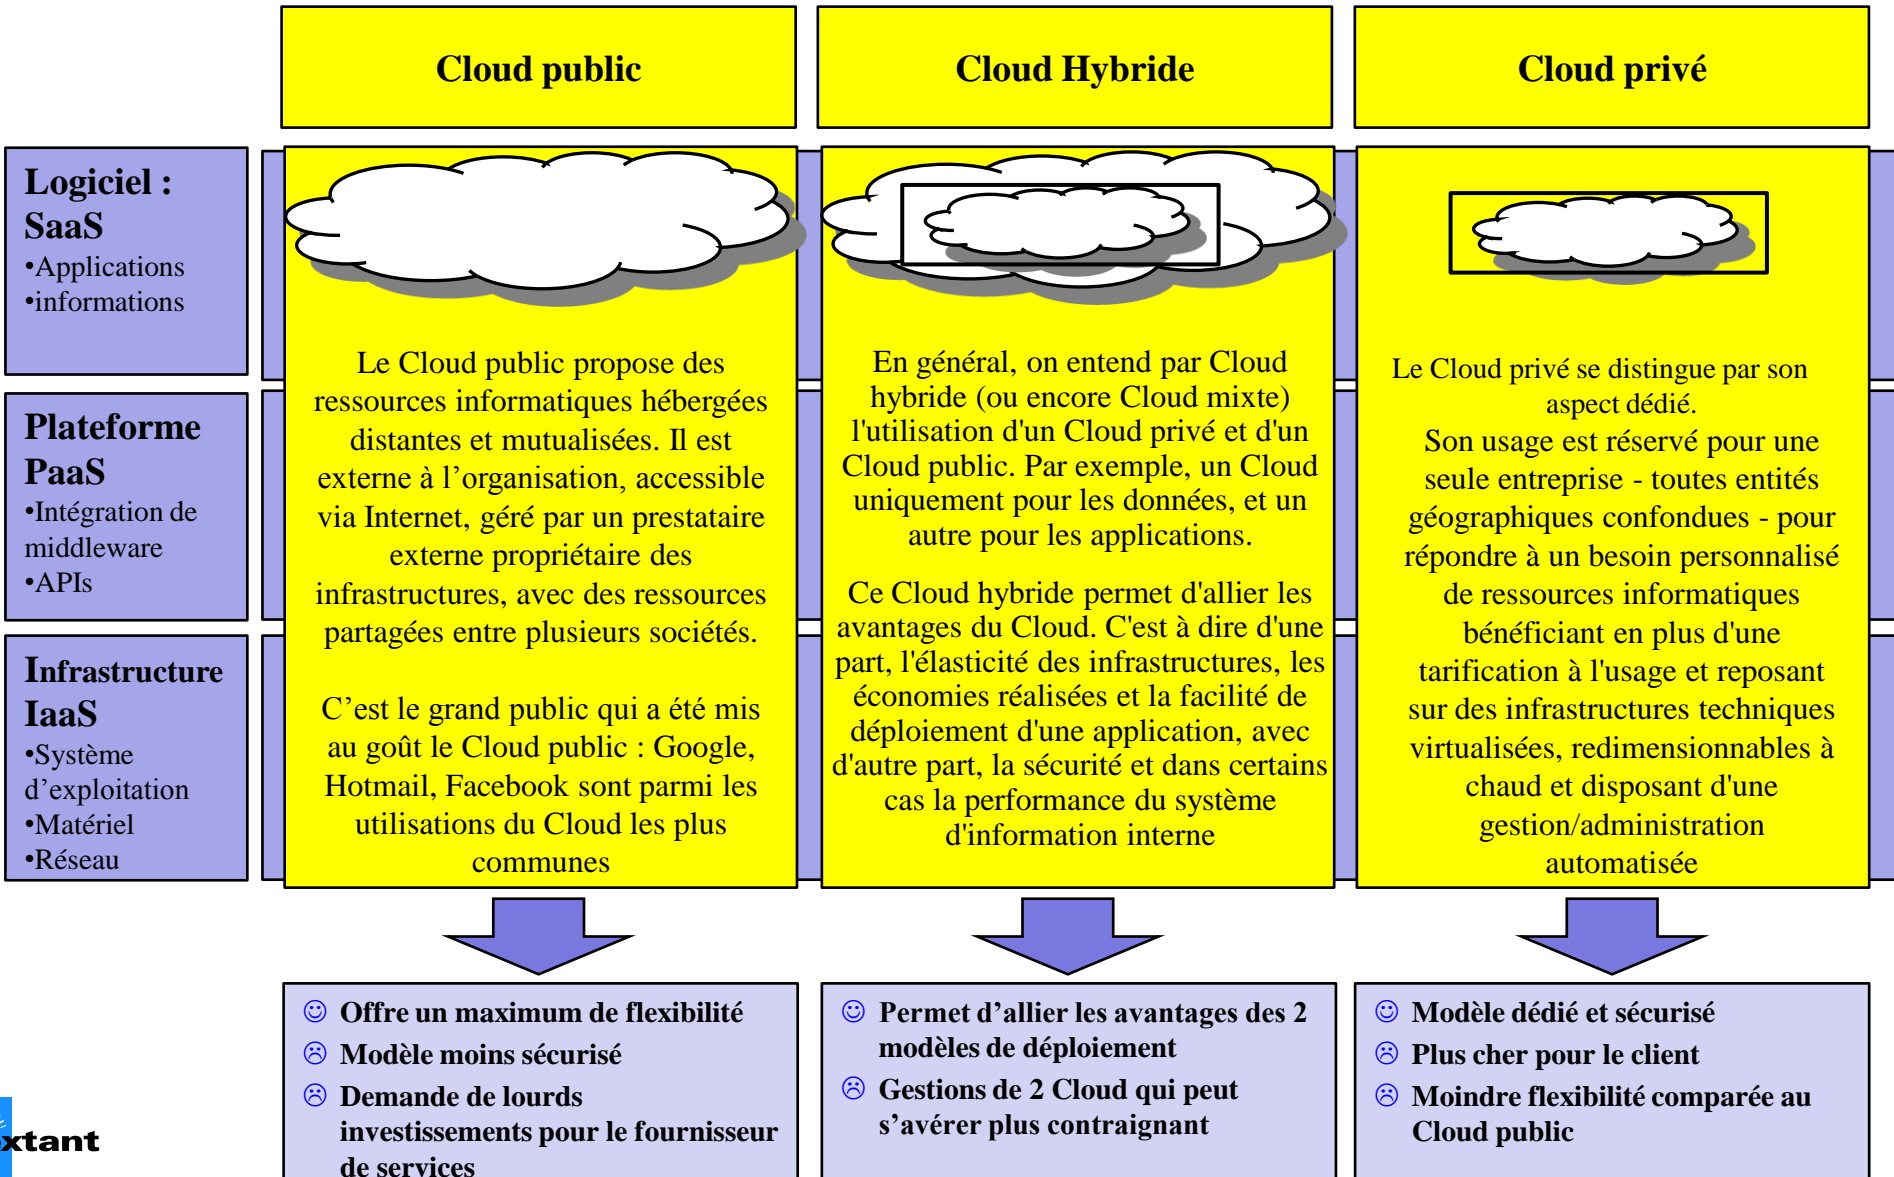 Cloud public
Cloud Hybride
Cloud privé
Logiciel :
SaaS
•Applications
•informations
Plateforme
PaaS
•Intégration de
middleware
•APIs
Infrastructure
IaaS
•Système
d’exploitation
•Matériel
•Réseau
Le Cloud public propose des
ressources informatiques hébergées
distantes et mutualisées. Il est
externe à l’organisation, accessible
via Internet, géré par un prestataire
externe propriétaire des
infrastructures, avec des ressources
partagées entre plusieurs sociétés.
C’est le grand public qui a été mis
au goût le Cloud public : Google,
Hotmail, Facebook sont parmi les
utilisations du Cloud les plus
communes
En général, on entend par Cloud
hybride (ou encore Cloud mixte)
l'utilisation d'un Cloud privé et d'un
Cloud public. Par exemple, un Cloud
uniquement pour les données, et un
autre pour les applications.
Ce Cloud hybride permet d'allier les
avantages du Cloud. C'est à dire d'une
part, l'élasticité des infrastructures, les
économies réalisées et la facilité de
déploiement d'une application, avec
d'autre part, la sécurité et dans certains
cas la performance du système
d'information interne
Le Cloud privé se distingue par son
aspect dédié.
Son usage est réservé pour une
seule entreprise - toutes entités
géographiques confondues - pour
répondre à un besoin personnalisé
de ressources informatiques
bénéficiant en plus d'une
tarification à l'usage et reposant
sur des infrastructures techniques
virtualisées, redimensionnables à
chaud et disposant d'une
gestion/administration
automatisée
☺ Offre un maximum de flexibilité
☹ Modèle moins sécurisé
☹ Demande de lourds
investissements pour le fournisseur
de services
☺ Permet d’allier les avantages des 2
modèles de déploiement
☹ Gestions de 2 Cloud qui peut
s’avérer plus contraignant
☺ Modèle dédié et sécurisé
☹ Plus cher pour le client
☹ Moindre flexibilité comparée au
Cloud public
xtant